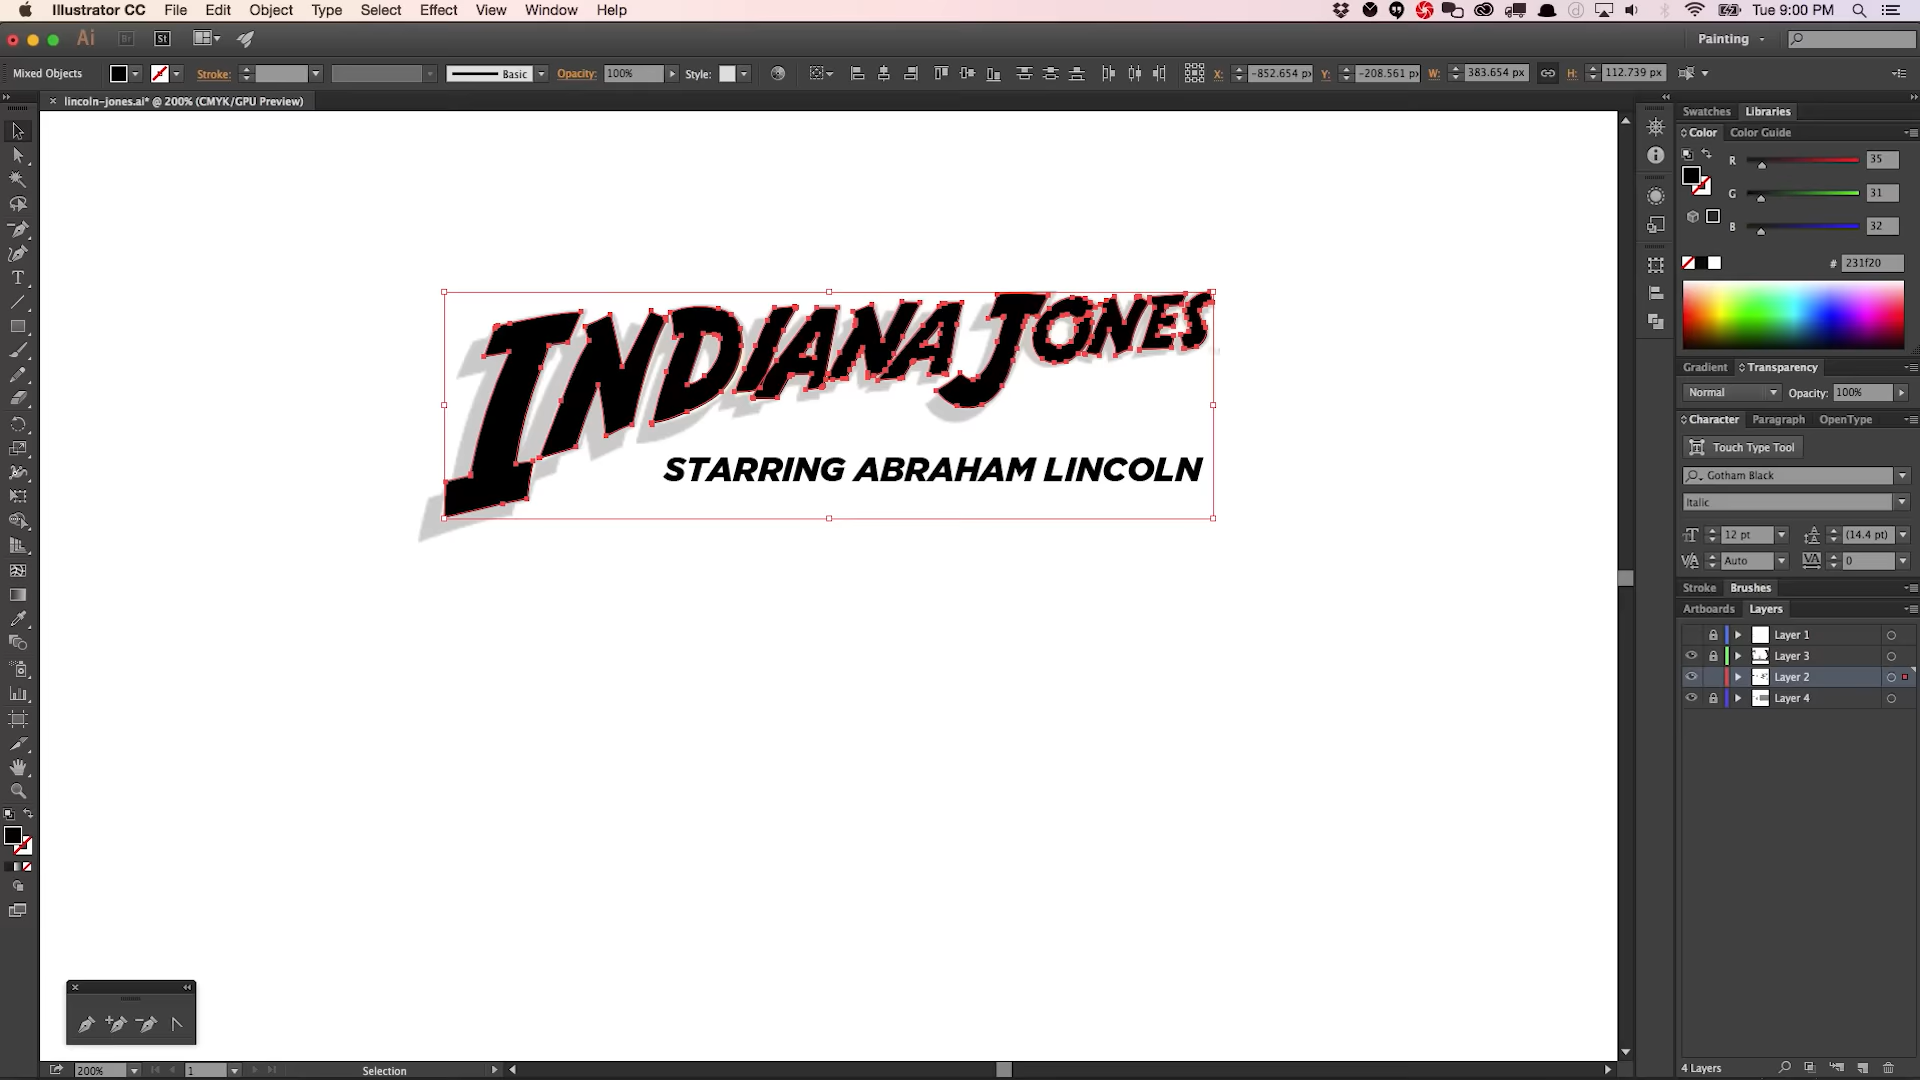 Illustrator CC File Edit Object Type Select Effect View Window Help Tue 9:00 PM
Ai Br St Painting
Mixed Objects Stroke: Basic Opacity: 100% Style: X: -852.654 px Y: -208.561 px W: 383.654 px H: 112.739 px
× lincoln-jones.ai* @ 200% (CMYK/GPU Preview)
Swatches Libraries
Color Color Guide
R 35
G 31
B 32
# 231f20
Gradient Transparency
Normal Opacity: 100%
Character Paragraph OpenType
Touch Type Tool
Gotham Black
Italic
12 pt (14.4 pt)
Auto 0
Stroke Brushes
Artboards Layers
Layer 1
Layer 3
Layer 2
Layer 4
INDIANA JONES
STARRING ABRAHAM LINCOLN
200% 1 Selection 4 Layers